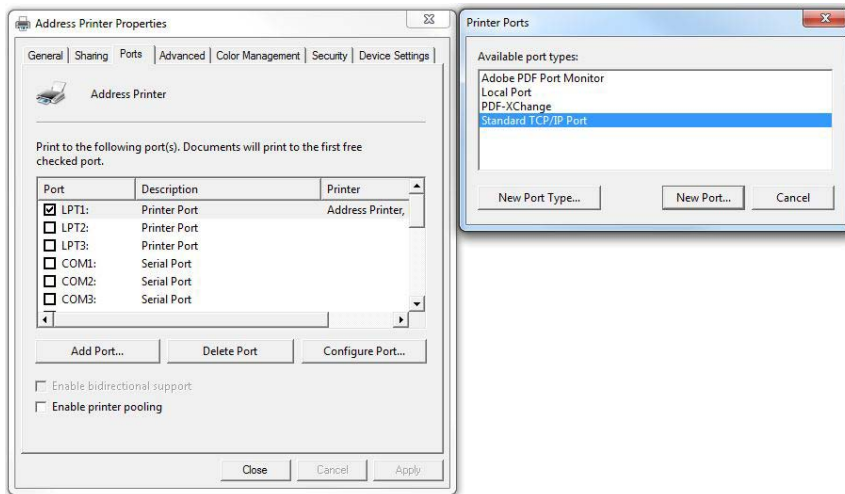 Address Printer Properties
General Sharing Ports Advanced Color Management Security Device Settings
Address Printer
Print to the following port(s). Documents will print to the first free
checked port.
Port Description Printer
LPT1: Printer Port Address Printer,
LPT2: Printer Port
LPT3: Printer Port
COM1: Serial Port
COM2: Serial Port
COM3: Serial Port
Add Port... Delete Port Configure Port...
Enable bidirectional support
Enable printer pooling
Close Cancel Apply
Printer Ports
Available port types:
Adobe PDF Port Monitor
Local Port
PDF-XChange
Standard TCP/IP Port
New Port Type... New Port... Cancel